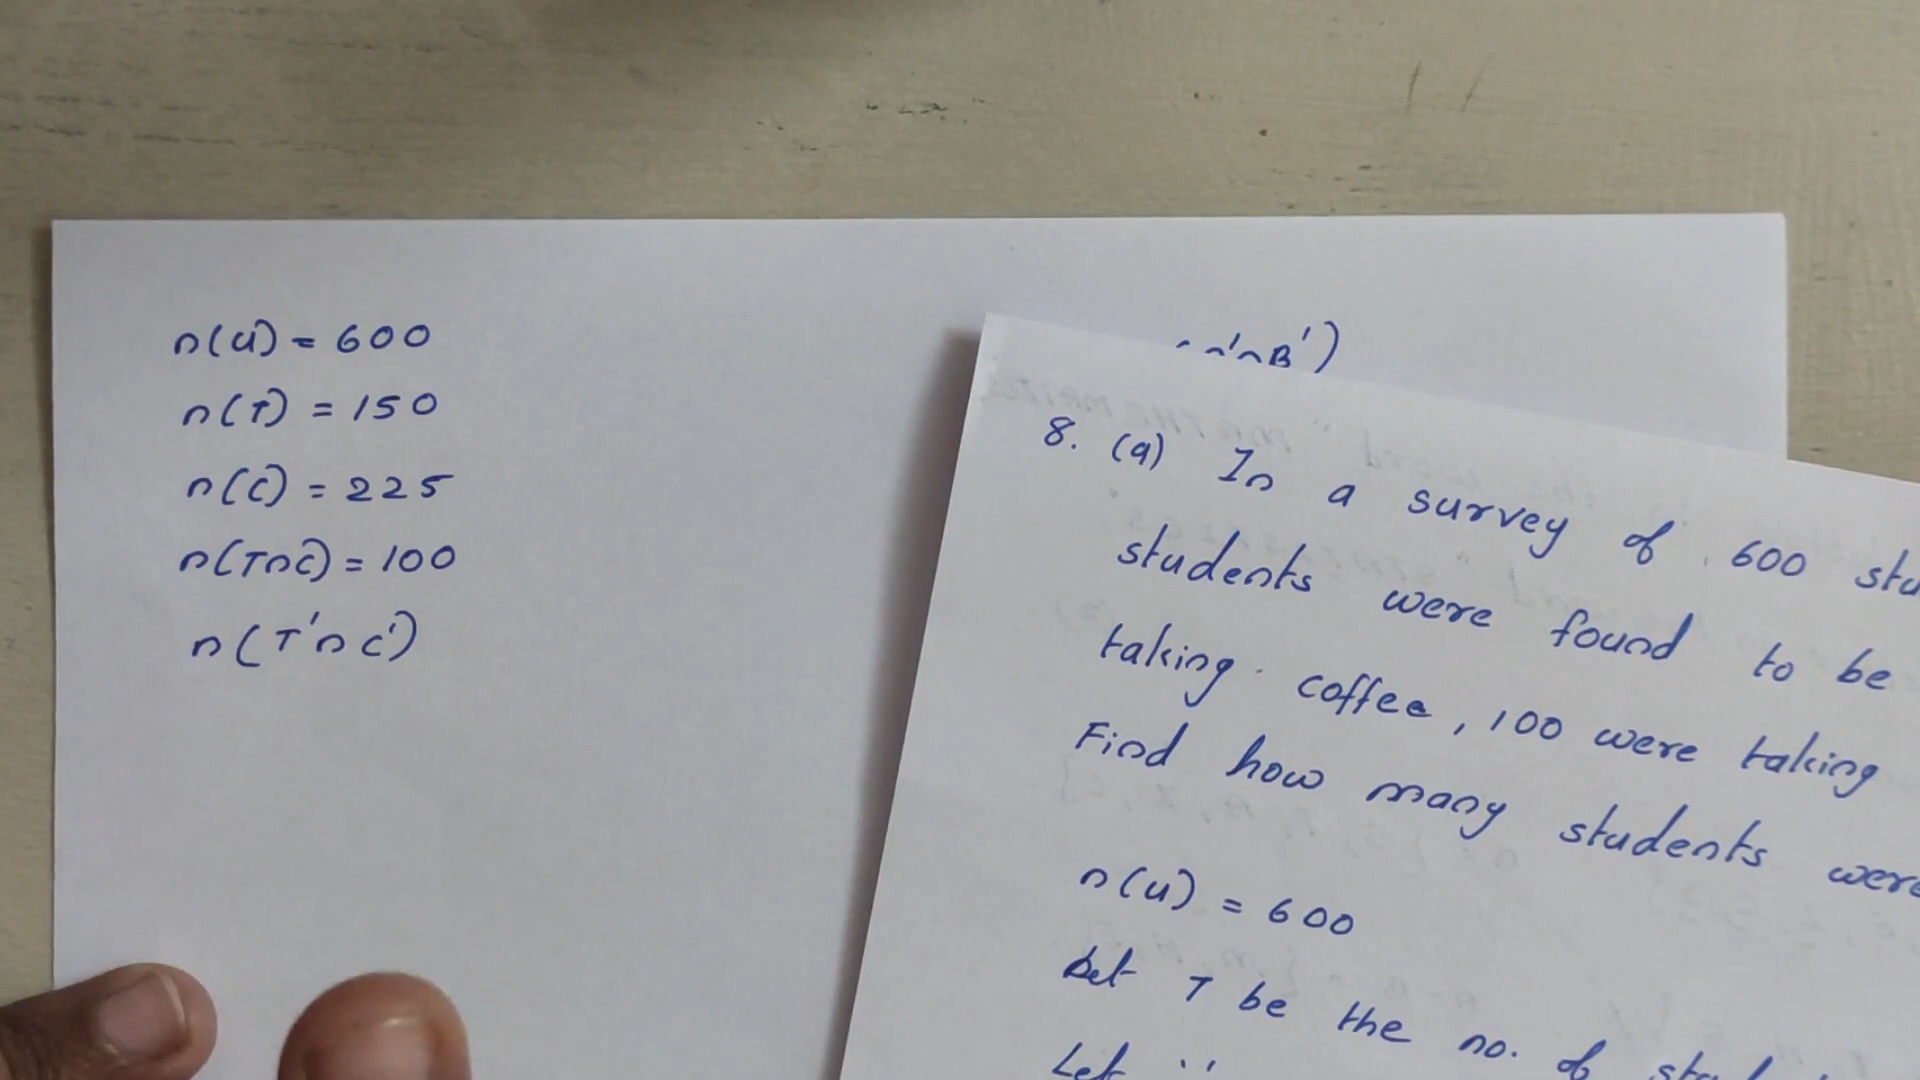 n(U) = 600
n(T) = 150
n(C) = 225
n(T∩C) = 100
n(T'∩C')
'∩B')
8. (a) In a survey of 600
students were found to be
taking coffee, 100 were taking
Find how many students were
n(U) = 600
Let T be the no. of
Let